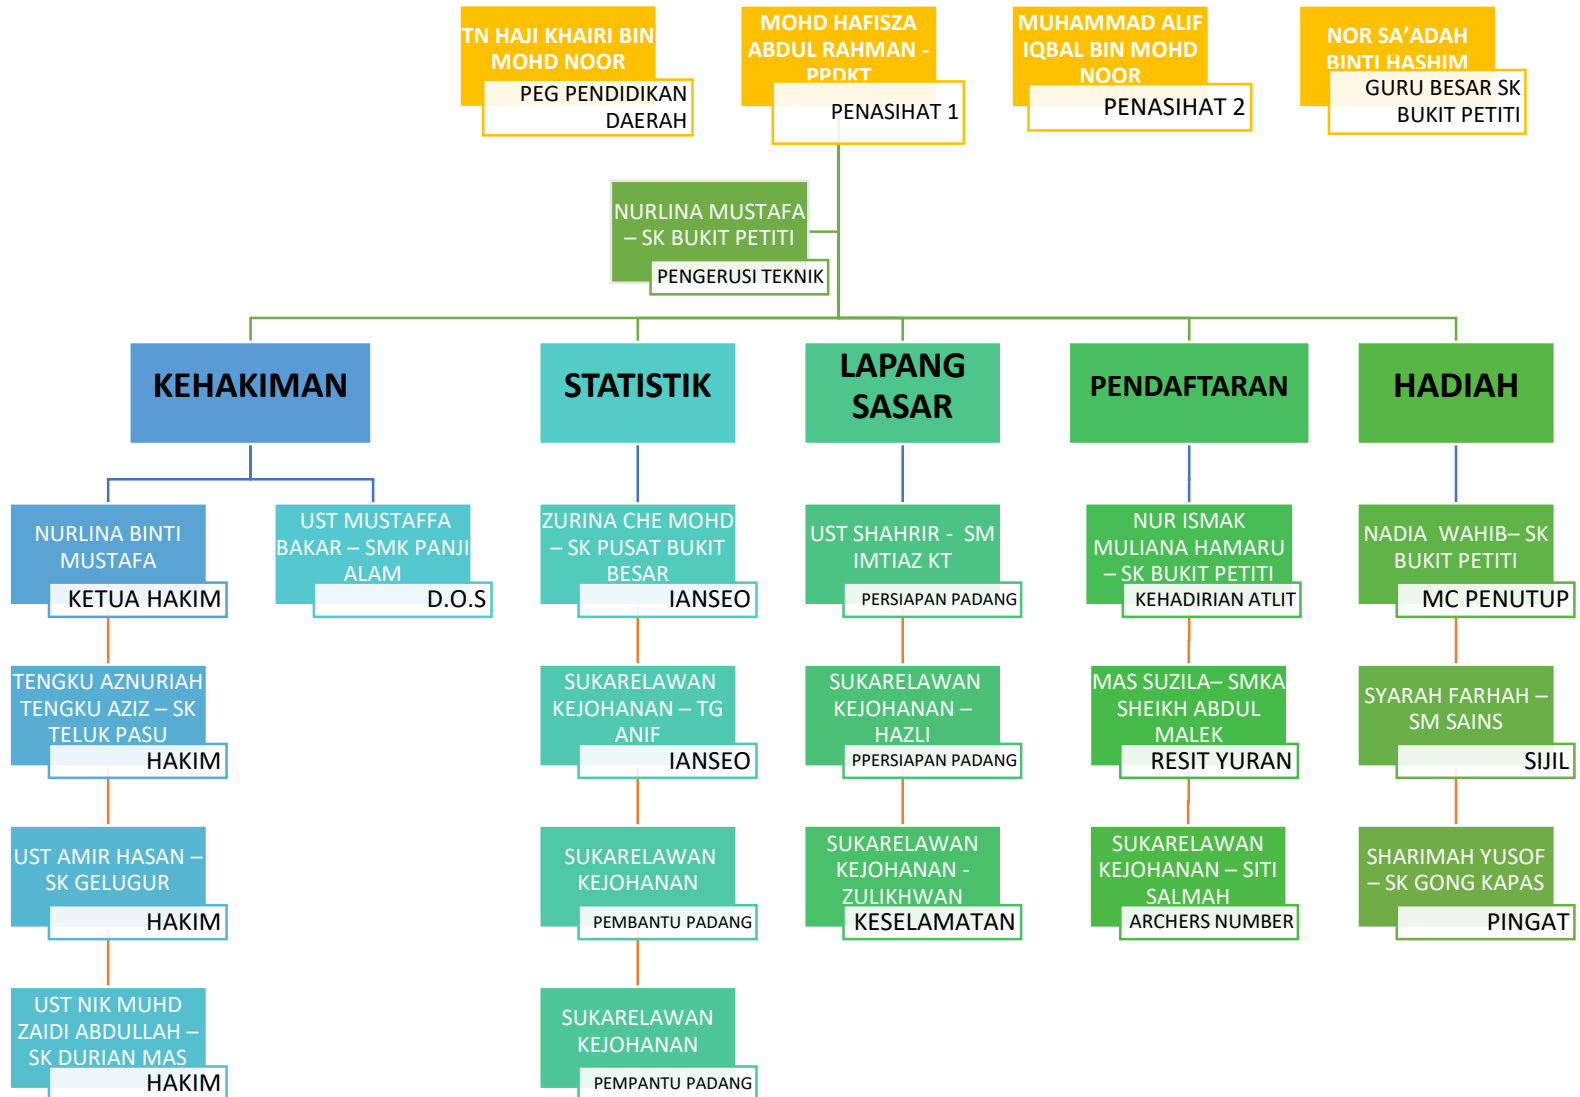 TN HAJI KHAIRI BIN
MOHD NOOR
PEG PENDIDIKAN
DAERAH
MOHD HAFISZA
ABDUL RAHMAN -
PPDKT
PENASIHAT 1
MUHAMMAD ALIF
IQBAL BIN MOHD
NOOR
PENASIHAT 2
NOR SA’ADAH
BINTI HASHIM
GURU BESAR SK
BUKIT PETITI
NURLINA MUSTAFA
– SK BUKIT PETITI
PENGERUSI TEKNIK
KEHAKIMAN
NURLINA BINTI
MUSTAFA
KETUA HAKIM
TENGKU AZNURIAH
TENGKU AZIZ – SK
TELUK PASU
HAKIM
UST AMIR HASAN –
SK GELUGUR
HAKIM
UST NIK MUHD
ZAIDI ABDULLAH –
SK DURIAN MAS
HAKIM
UST MUSTAFFA
BAKAR – SMK PANJI
ALAM
D.O.S
STATISTIK
ZURINA CHE MOHD
– SK PUSAT BUKIT
BESAR
IANSEO
SUKARELAWAN
KEJOHANAN – TG
ANIF
IANSEO
SUKARELAWAN
KEJOHANAN
PEMBANTU PADANG
SUKARELAWAN
KEJOHANAN
PEMPANTU PADANG
LAPANG
SASAR
UST SHAHRIR - SM
IMTIAZ KT
PERSIAPAN PADANG
SUKARELAWAN
KEJOHANAN –
HAZLI
PPERSIAPAN PADANG
SUKARELAWAN
KEJOHANAN -
ZULIKHWAN
KESELAMATAN
PENDAFTARAN
NUR ISMAK
MULIANA HAMARU
– SK BUKIT PETITI
KEHADIRIAN ATLIT
MAS SUZILA– SMKA
SHEIKH ABDUL
MALEK
RESIT YURAN
SUKARELAWAN
KEJOHANAN – SITI
SALMAH
ARCHERS NUMBER
HADIAH
NADIA WAHIB– SK
BUKIT PETITI
MC PENUTUP
SYARAH FARHAH –
SM SAINS
SIJIL
SHARIMAH YUSOF
– SK GONG KAPAS
PINGAT